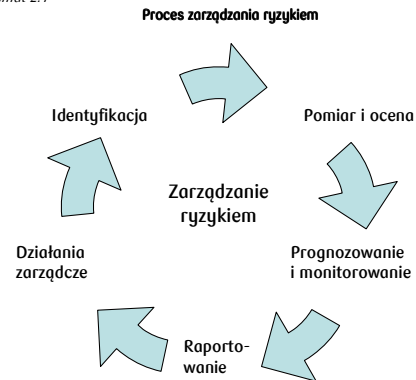 Proces zarządzania ryzykiem
Identyfikacja
Pomiar i ocena
Zarządzanie
ryzykiem
Działania
zarządcze
Prognozowanie
i monitorowanie
Raporto-
wanie